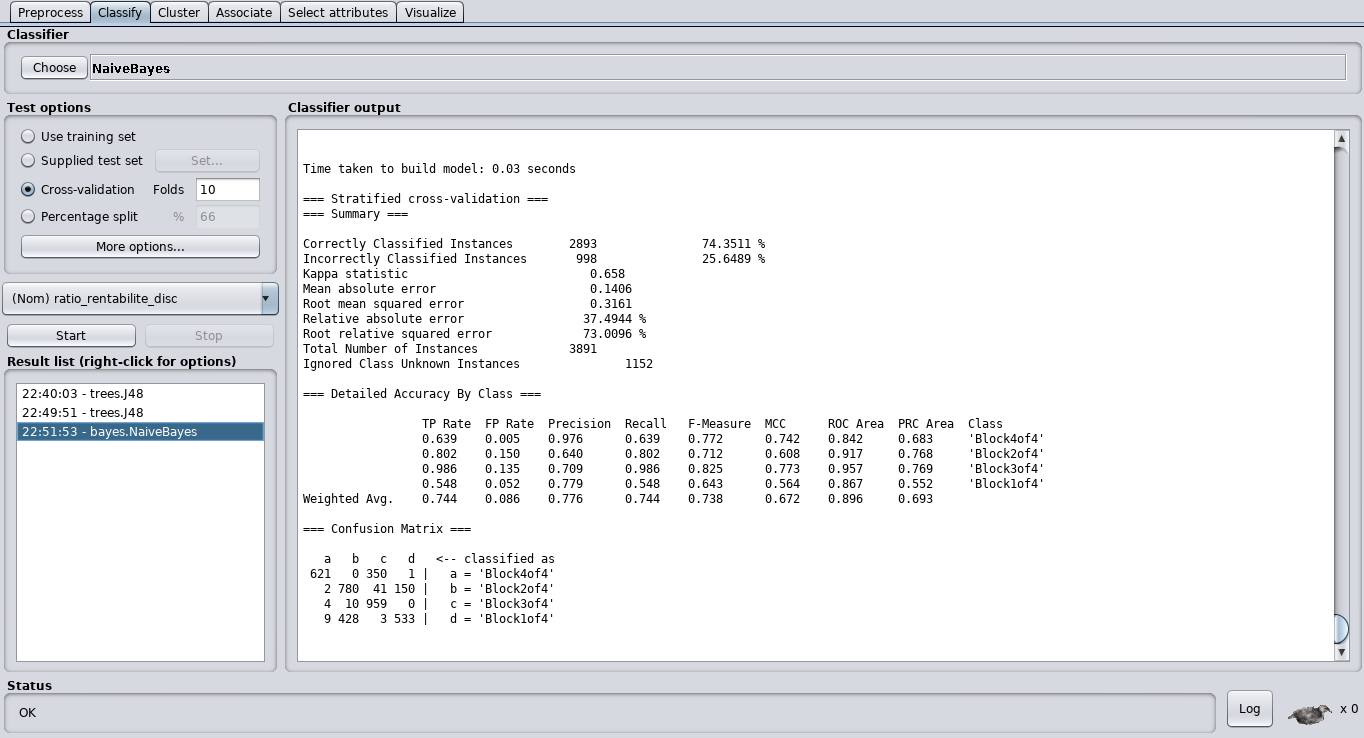 Preprocess Classify Cluster Associate Select attributes Visualize
Classifier
Choose NaiveBayes
Test options
Use training set
Supplied test set Set...
Cross-validation Folds 10
Percentage split % 66
More options...
(Nom) ratio_rentabilite_disc
Start Stop
Result list (right-click for options)
22:40:03 - trees.J48
22:49:51 - trees.J48
22:51:53 - bayes.NaiveBayes
Classifier output
Time taken to build model: 0.03 seconds
=== Stratified cross-validation ===
=== Summary ===
Correctly Classified Instances 2893 74.3511 %
Incorrectly Classified Instances 998 25.6489 %
Kappa statistic 0.658
Mean absolute error 0.1406
Root mean squared error 0.3161
Relative absolute error 37.4944 %
Root relative squared error 73.0096 %
Total Number of Instances 3891
Ignored Class Unknown Instances 1152
=== Detailed Accuracy By Class ===
TP Rate FP Rate Precision Recall F-Measure MCC ROC Area PRC Area Class
0.639 0.005 0.976 0.639 0.772 0.742 0.842 0.683 'Block4of4'
0.802 0.150 0.640 0.802 0.712 0.608 0.917 0.768 'Block2of4'
0.986 0.135 0.709 0.986 0.825 0.773 0.957 0.769 'Block3of4'
0.548 0.052 0.779 0.548 0.643 0.564 0.867 0.552 'Block1of4'
Weighted Avg. 0.744 0.086 0.776 0.744 0.738 0.672 0.896 0.693
=== Confusion Matrix ===
a b c d <-- classified as
621 0 350 1 | a = 'Block4of4'
2 780 41 150 | b = 'Block2of4'
4 10 959 0 | c = 'Block3of4'
9 428 3 533 | d = 'Block1of4'
Status
OK
Log
x 0